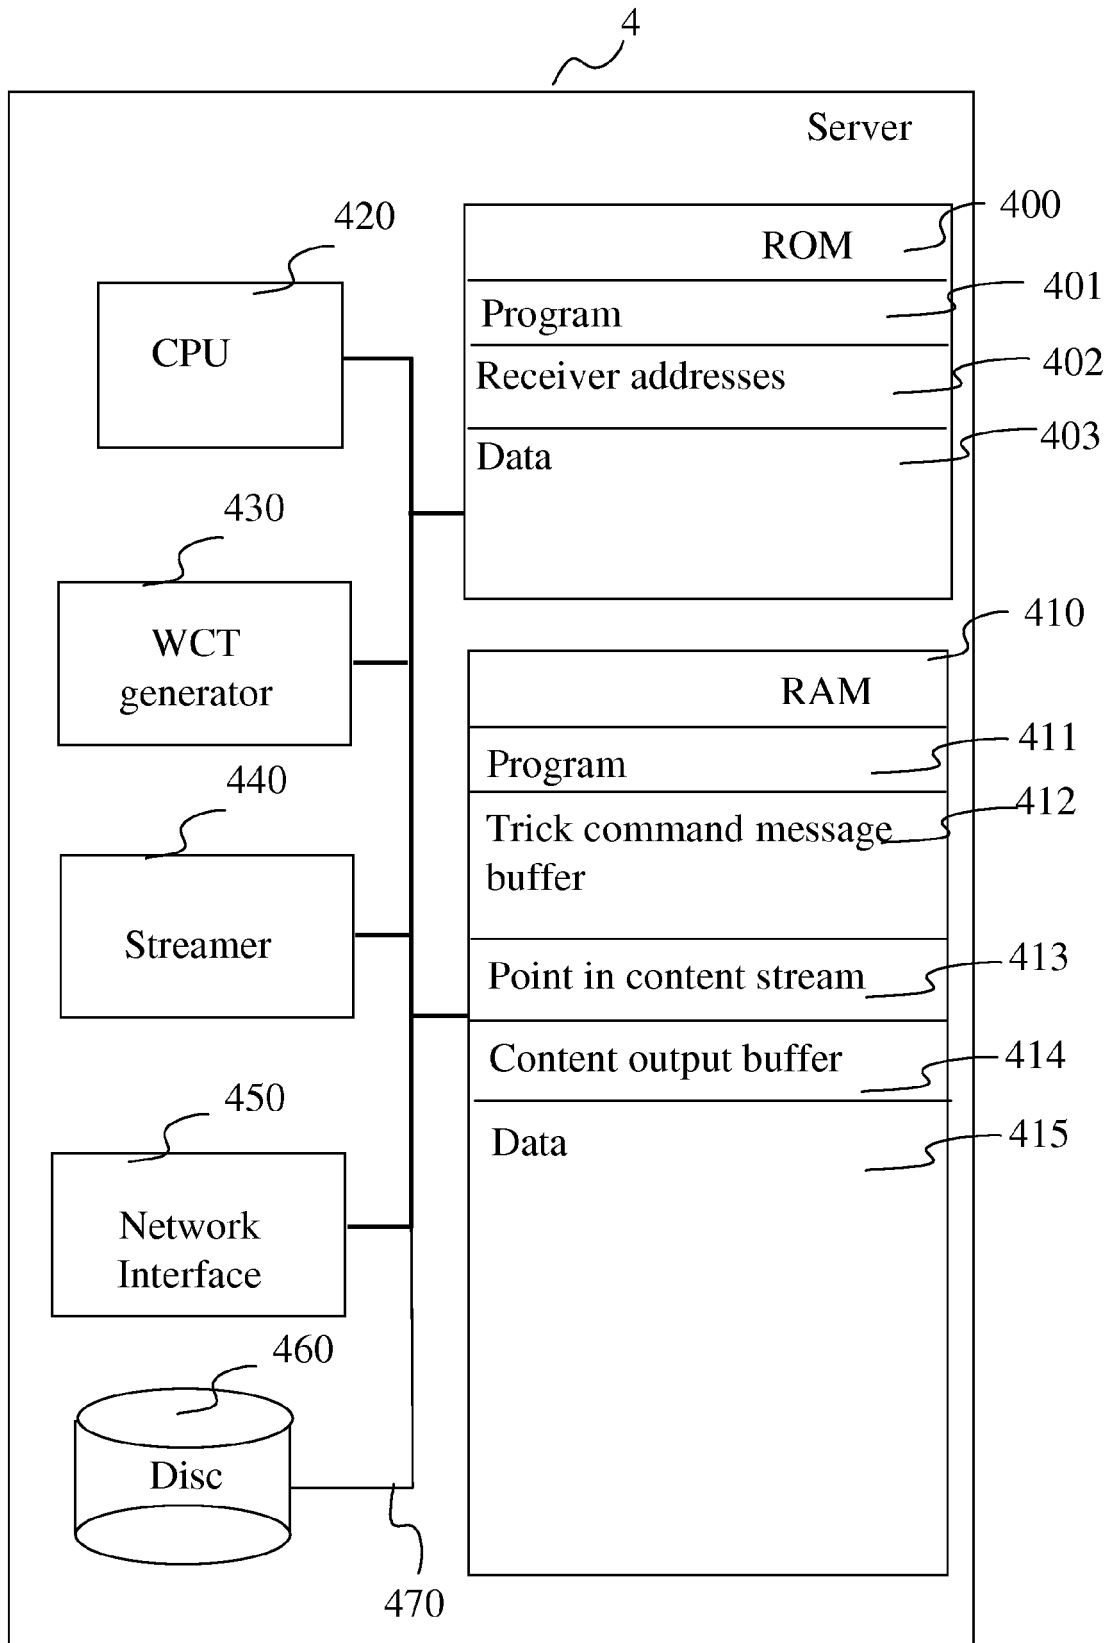 4
Server
420
400
ROM
401
Program
CPU
402
Receiver addresses
403
Data
430
WCT
generator
410
RAM
411
Program
440
412
Trick command message
buffer
Streamer
413
Point in content stream
414
Content output buffer
450
415
Data
Network
Interface
460
Disc
470